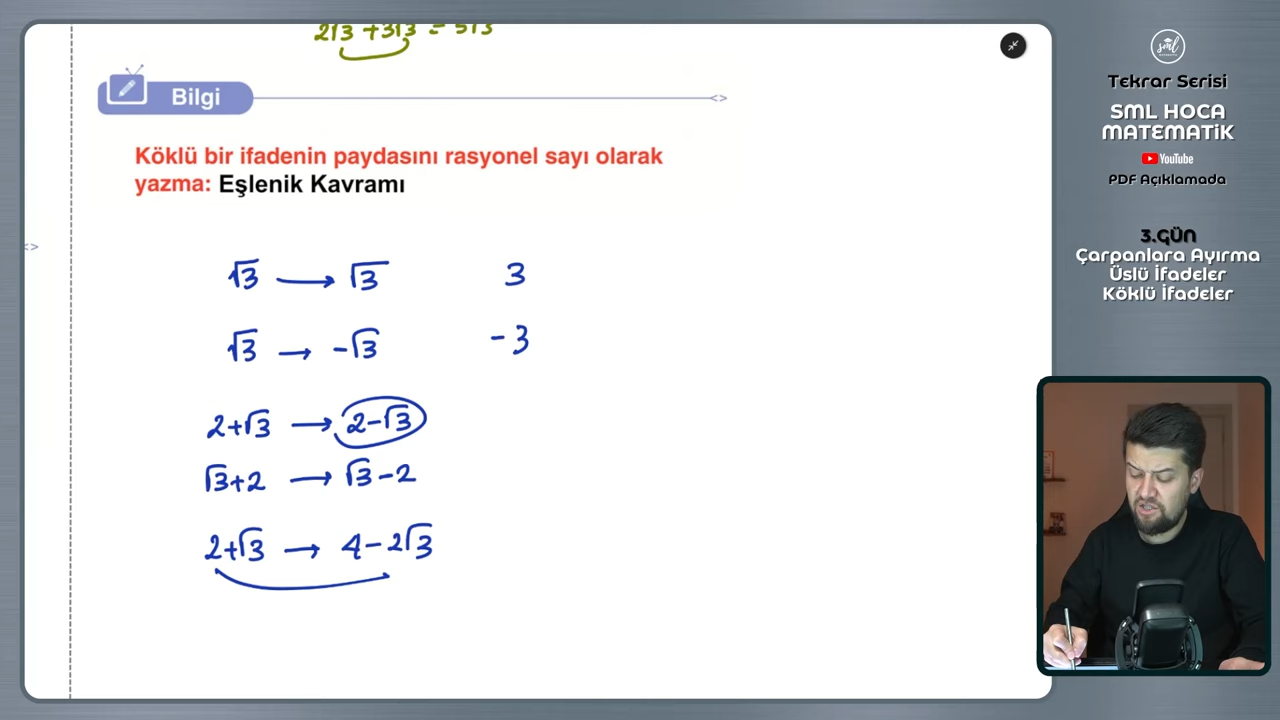 2√3 + 3√3 = 5√3
Bilgi
Köklü bir ifadenin paydasını rasyonel sayı olarak
yazma: Eşlenik Kavramı
√3 → √3 3
√3 → -√3 -3
2+√3 → 2-√3
√3+2 → √3-2
2+√3 → 4-2√3
sml
Tekrar Serisi
SML HOCA
MATEMATİK
YouTube
PDF Açıklamada
3.GÜN
Çarpanlara Ayırma
Üslü İfadeler
Köklü İfadeler